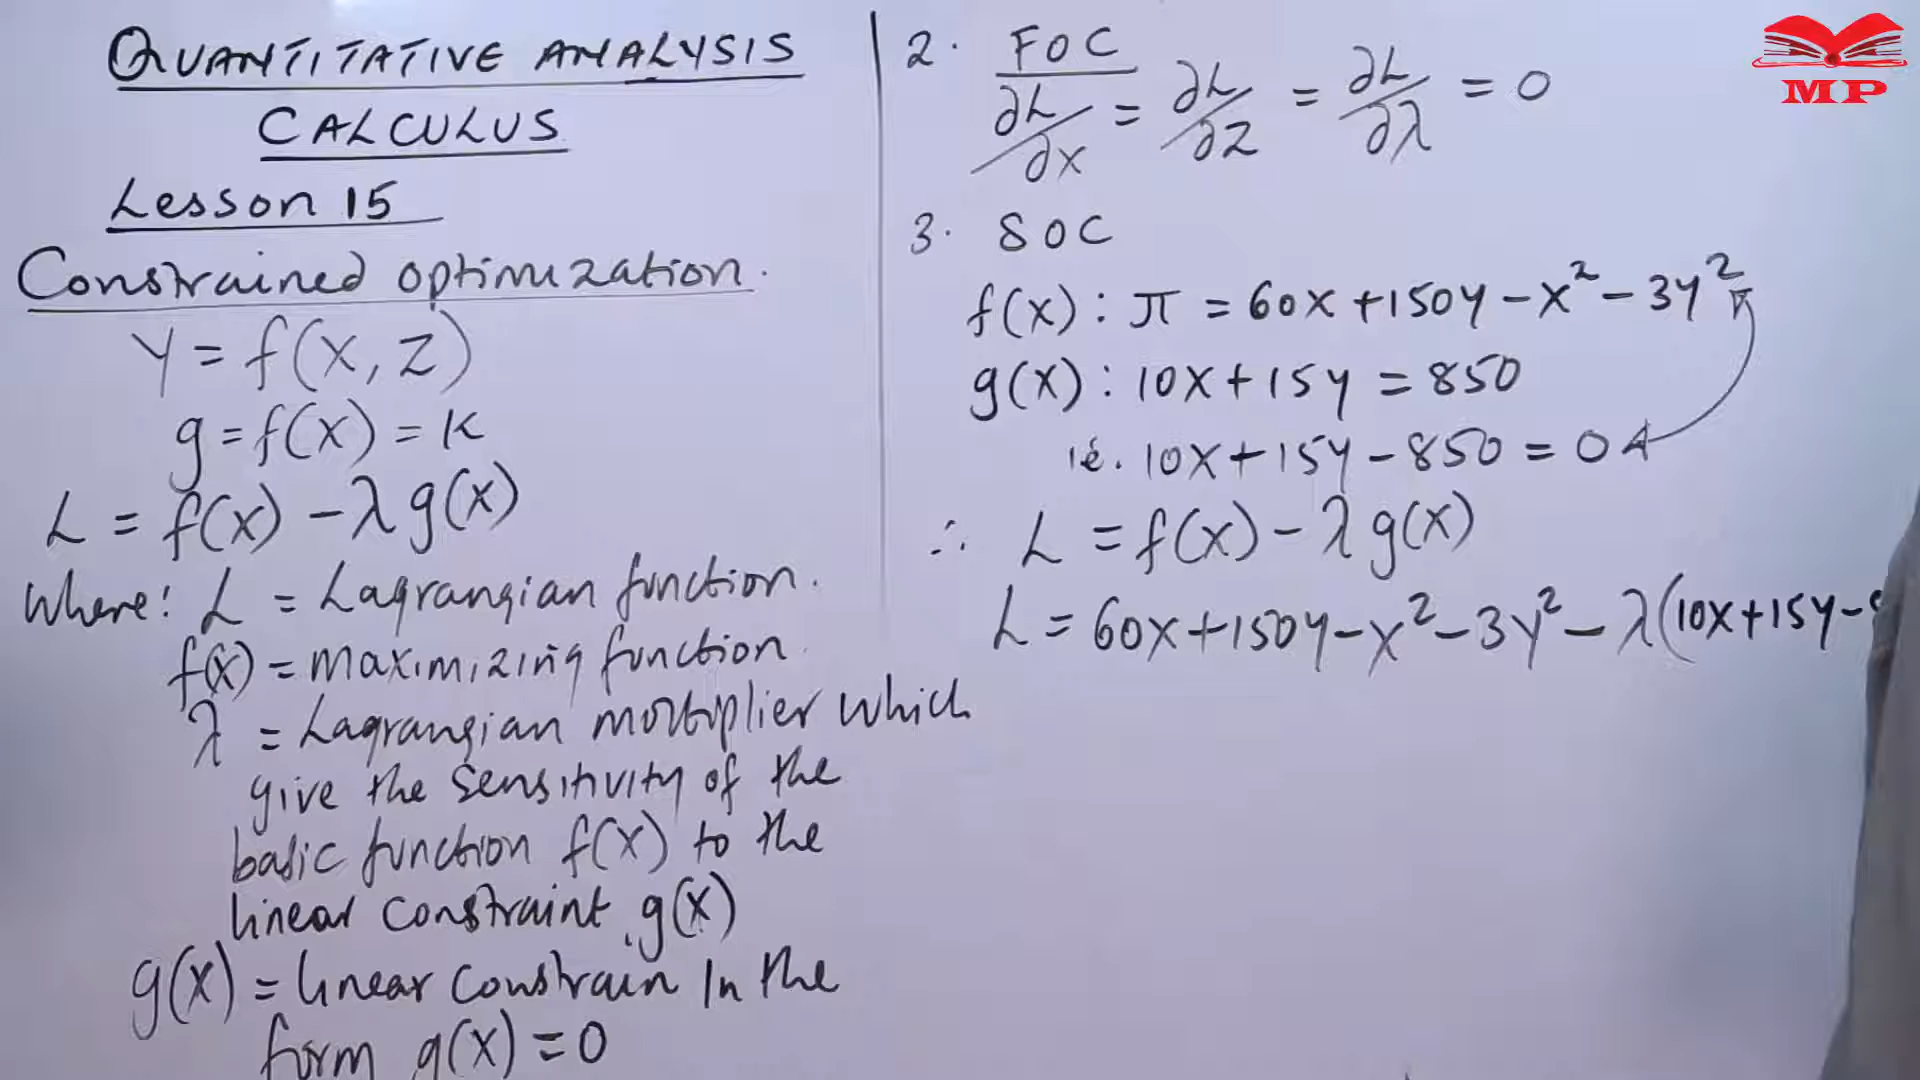 QUANTITATIVE ANALYSIS
CALCULUS
Lesson 15
Constrained optimization.
Y = f(X, Z)
g = f(X) = K
L = f(x) - λ g(x)
Where: L = Lagrangian function.
f(x) = maximizing function.
λ = Lagrangian multiplier which
give the sensitivity of the
basic function f(x) to the
linear constraint g(x)
g(x) = linear constrain in the
form g(x) = 0
2. FOC
∂L/∂X = ∂L/∂Z = ∂L/∂λ = 0
3. SOC
f(x) : π = 60x + 150y - x² - 3y²
g(x) : 10x + 15y = 850
ie. 10x + 15y - 850 = 0
∴ L = f(x) - λ g(x)
L = 60x + 150y - x² - 3y² - λ(10x + 15y -
MP